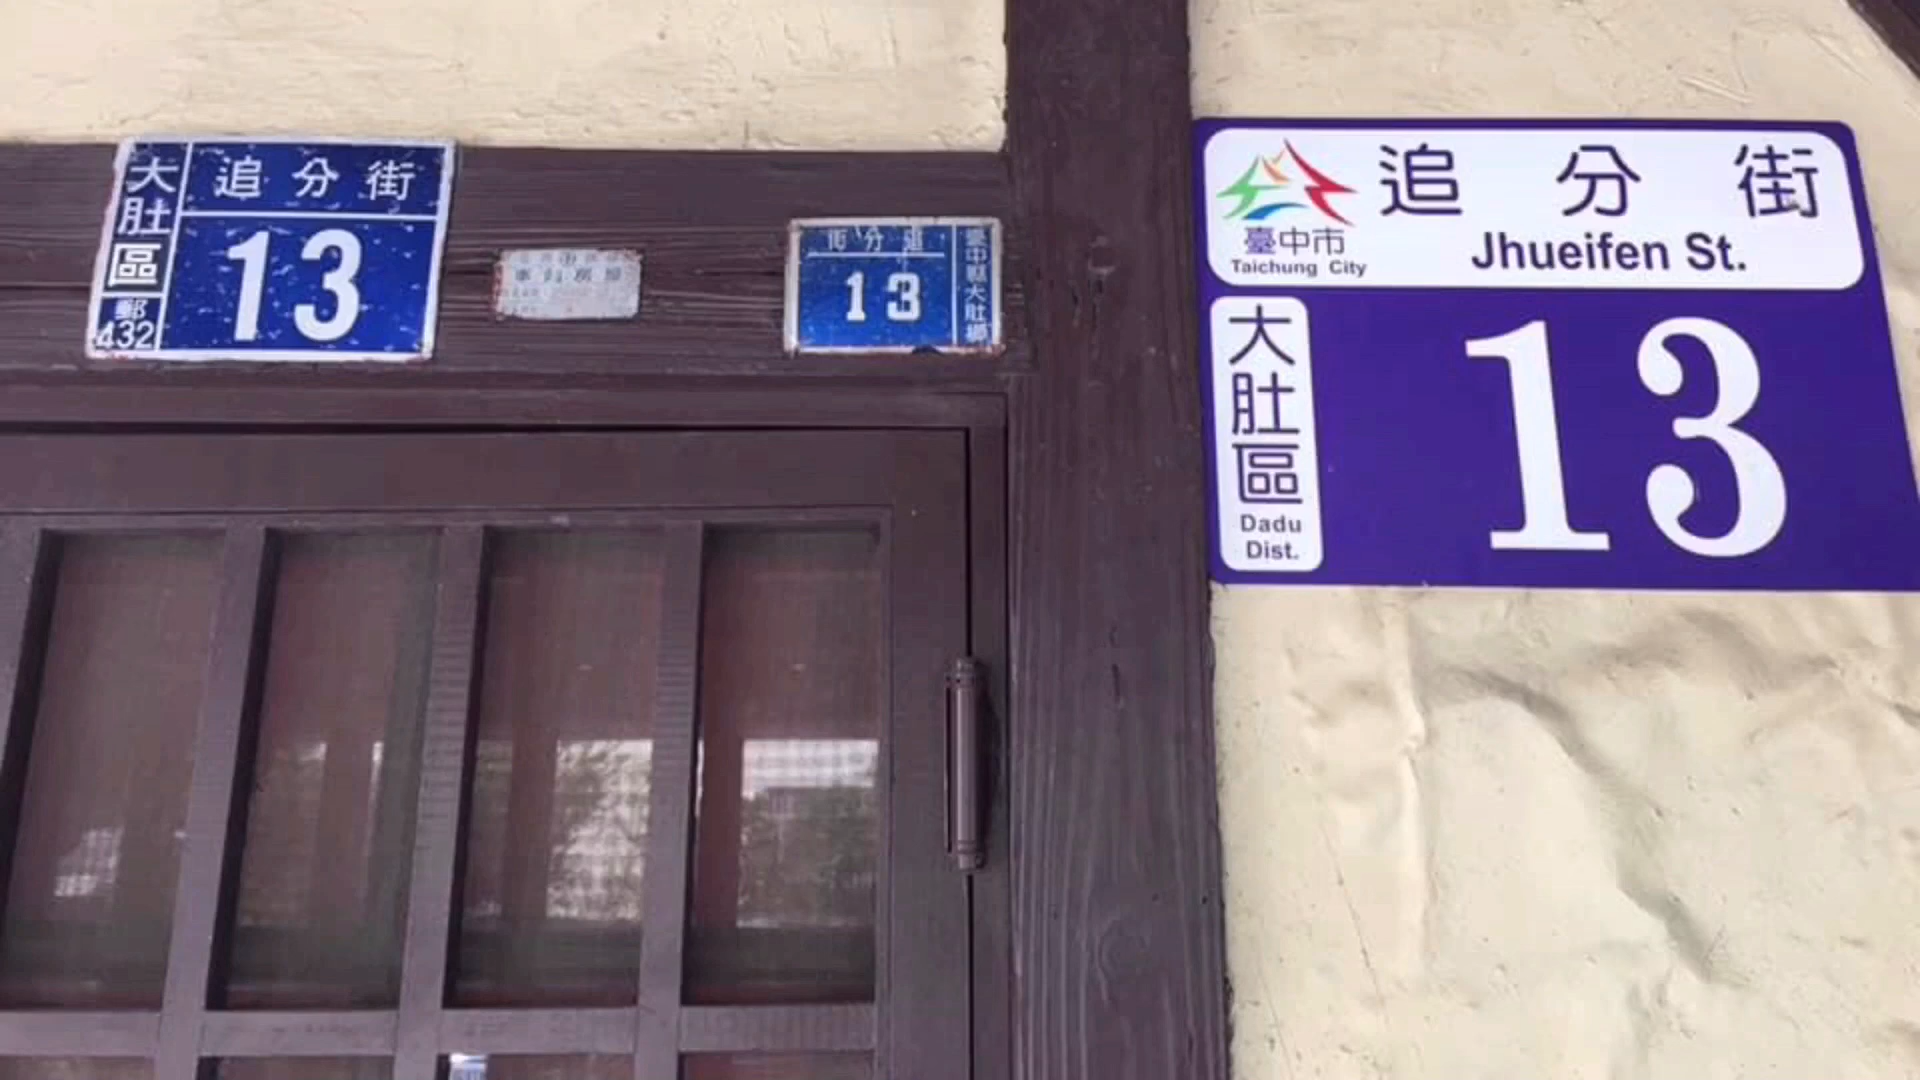 大肚區
郵
432
追分街
13
街分追
13
臺中縣大肚鄉
臺中市
Taichung City
追分街
Jhueifen St.
大肚區
Dadu
Dist.
13